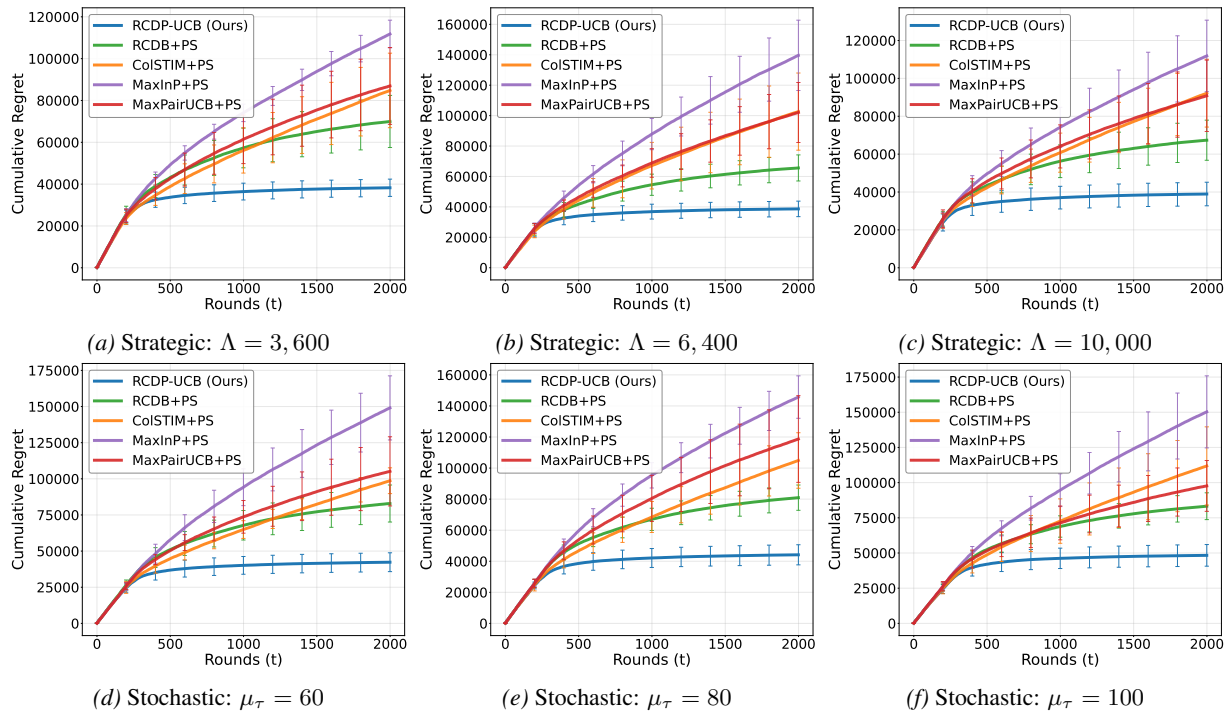 120000
100000
80000
60000
40000
20000
0
Cumulative Regret
RCDP-UCB (Ours)
RCDB+PS
ColSTIM+PS
MaxInP+PS
MaxPairUCB+PS
0 500 1000 1500 2000
Rounds (t)
(a) Strategic: Λ = 3, 600
160000
140000
120000
100000
80000
60000
40000
20000
0
Cumulative Regret
RCDP-UCB (Ours)
RCDB+PS
ColSTIM+PS
MaxInP+PS
MaxPairUCB+PS
0 500 1000 1500 2000
Rounds (t)
(b) Strategic: Λ = 6, 400
120000
100000
80000
60000
40000
20000
0
Cumulative Regret
RCDP-UCB (Ours)
RCDB+PS
ColSTIM+PS
MaxInP+PS
MaxPairUCB+PS
0 500 1000 1500 2000
Rounds (t)
(c) Strategic: Λ = 10, 000
175000
150000
125000
100000
75000
50000
25000
0
Cumulative Regret
RCDP-UCB (Ours)
RCDB+PS
ColSTIM+PS
MaxInP+PS
MaxPairUCB+PS
0 500 1000 1500 2000
Rounds (t)
(d) Stochastic: μτ = 60
160000
140000
120000
100000
80000
60000
40000
20000
0
Cumulative Regret
RCDP-UCB (Ours)
RCDB+PS
ColSTIM+PS
MaxInP+PS
MaxPairUCB+PS
0 500 1000 1500 2000
Rounds (t)
(e) Stochastic: μτ = 80
175000
150000
125000
100000
75000
50000
25000
0
Cumulative Regret
RCDP-UCB (Ours)
RCDB+PS
ColSTIM+PS
MaxInP+PS
MaxPairUCB+PS
0 500 1000 1500 2000
Rounds (t)
(f) Stochastic: μτ = 100